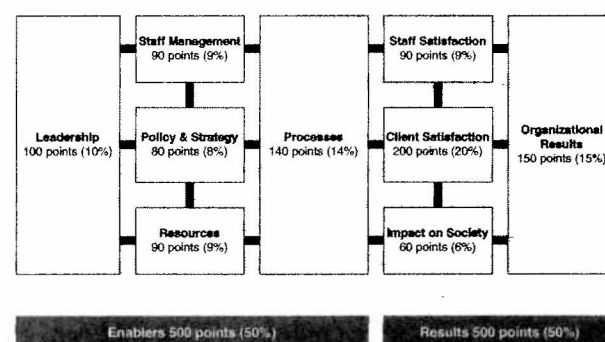 Leadership
100 points (10%)
Staff Management
90 points (9%)
Policy & Strategy
80 points (8%)
Resources
90 points (9%)
Processes
140 points (14%)
Staff Satisfaction
90 points (9%)
Client Satisfaction
200 points (20%)
Impact on Society
60 points (6%)
Organizational
Results
150 points (15%)
Enablers 500 points (50%)
Results 500 points (50%)